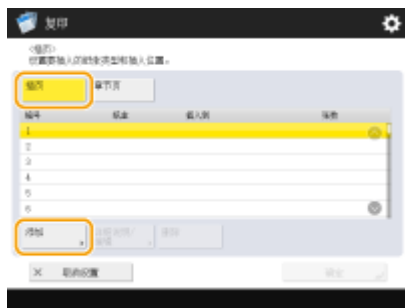 复印
<插页>
设置要插入的纸张类型和插入位置。
插页 章节页
编号 纸盒 插入到 张数
1
2
3
4
5
6
添加 删除
× 取消设置 确定